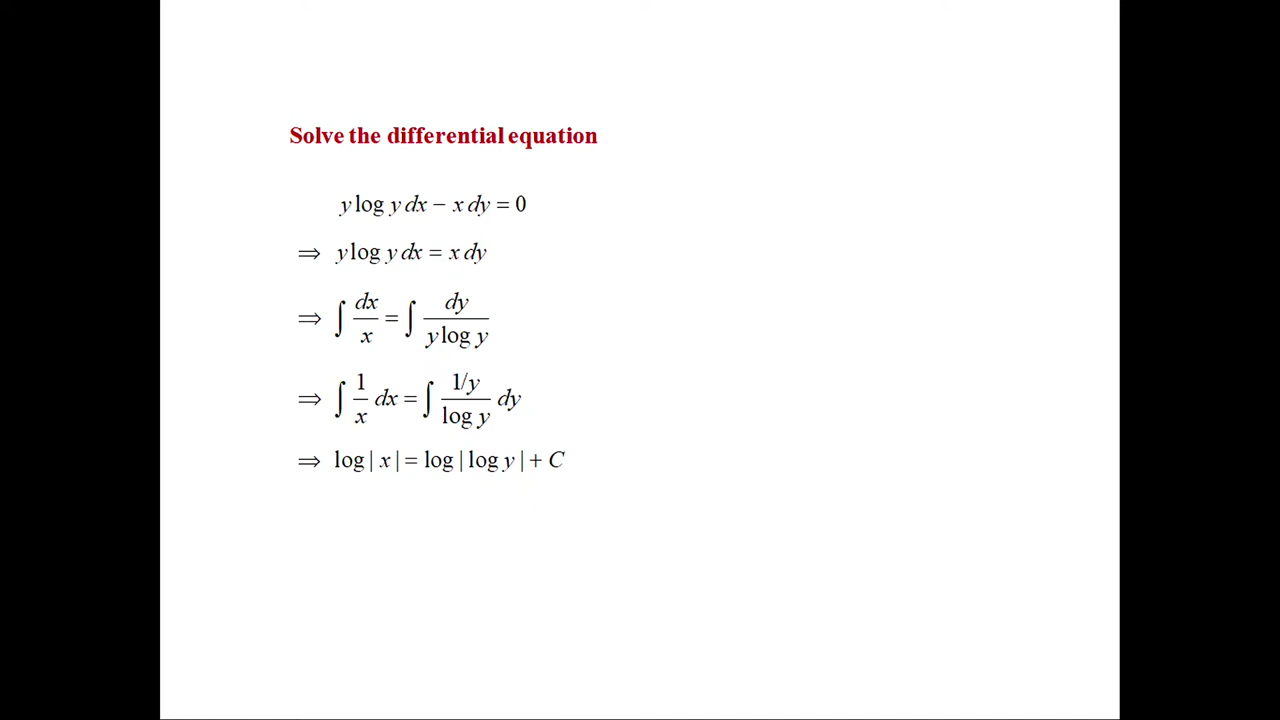 Solve the differential equation
y log y dx − x dy = 0
⇒ y log y dx = x dy
⇒ ∫ dx/x = ∫ dy/(y log y)
⇒ ∫ 1/x dx = ∫ (1/y)/(log y) dy
⇒ log | x | = log | log y | + C